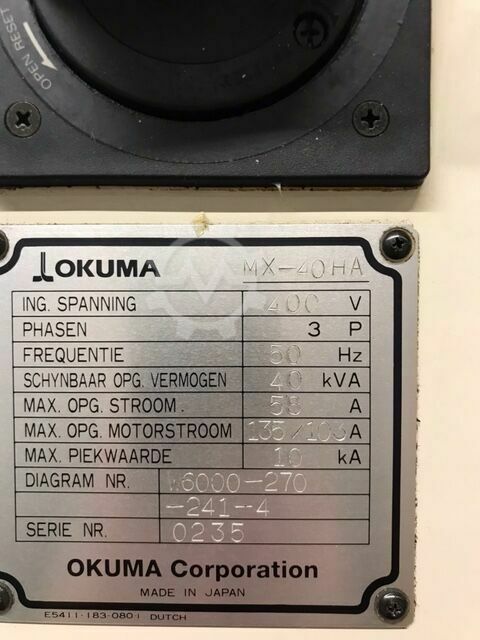 OPEN RESET
OKUMA MX-40HA
ING. SPANNING 400 V
PHASEN 3 P
FREQUENTIE 50 Hz
SCHYNBAAR OPG. VERMOGEN 40 kVA
MAX. OPG. STROOM. 58 A
MAX. OPG. MOTORSTROOM A
MAX. PIEKWAARDE 10 kA
DIAGRAM NR. W6000-270
-241-4
SERIE NR. 0235
OKUMA Corporation
MADE IN JAPAN
E5411-183-080-1 DUTCH